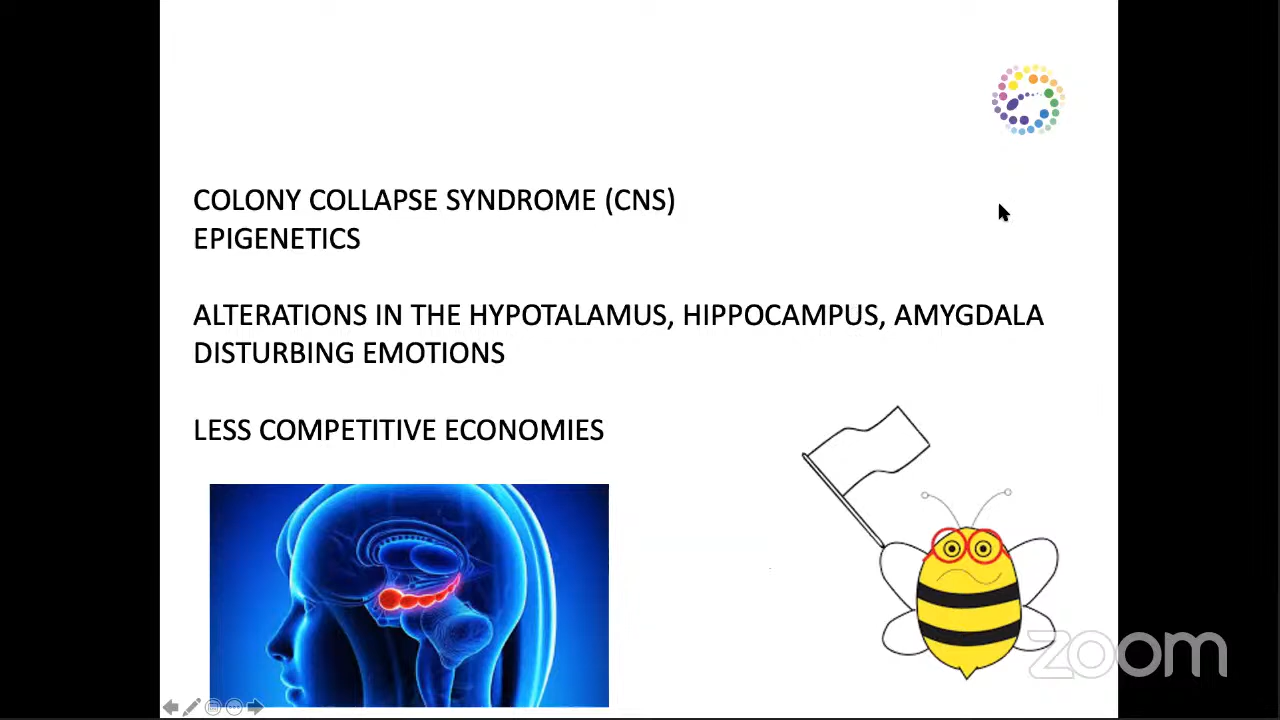 COLONY COLLAPSE SYNDROME (CNS)
EPIGENETICS
ALTERATIONS IN THE HYPOTALAMUS, HIPPOCAMPUS, AMYGDALA
DISTURBING EMOTIONS
LESS COMPETITIVE ECONOMIES
zoom